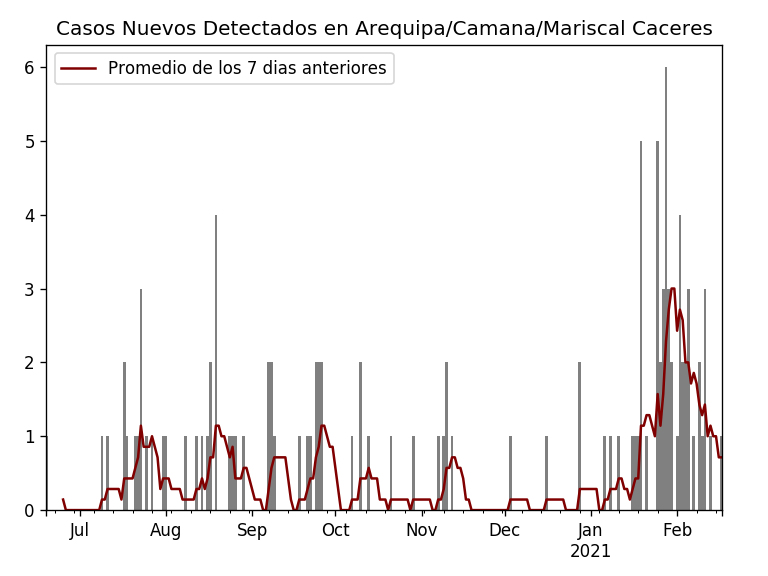 Casos Nuevos Detectados en Arequipa/Camana/Mariscal Caceres
Promedio de los 7 dias anteriores
6
5
4
3
2
1
0
Jul Aug Sep Oct Nov Dec Jan Feb
2021